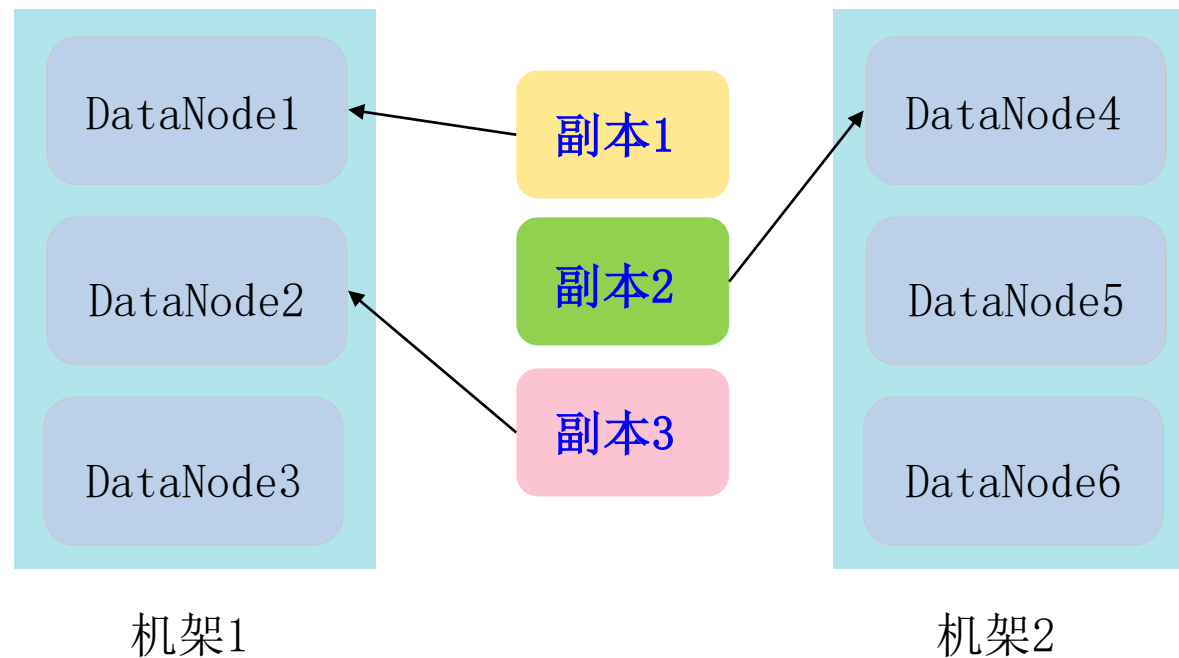 DataNode1
DataNode2
DataNode3
机架1
副本1
副本2
副本3
DataNode4
DataNode5
DataNode6
机架2